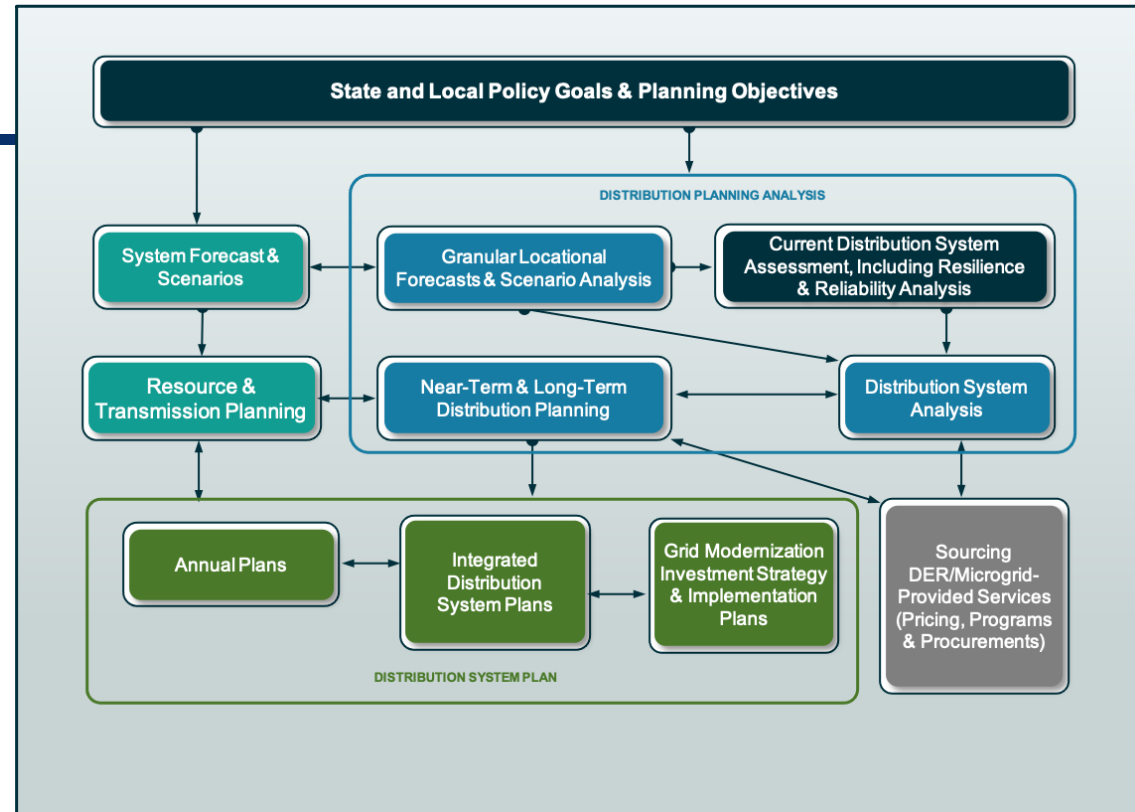 State and Local Policy Goals & Planning Objectives
DISTRIBUTION PLANNING ANALYSIS
System Forecast &
Scenarios
Granular Locational
Forecasts & Scenario Analysis
Current Distribution System
Assessment, Including Resilience
& Reliability Analysis
Resource &
Transmission Planning
Near-Term & Long-Term
Distribution Planning
Distribution System
Analysis
Annual Plans
Integrated
Distribution
System Plans
Grid Modernization
Investment Strategy
& Implementation
Plans
Sourcing
DER/Microgrid-
Provided Services
(Pricing, Programs
& Procurements)
DISTRIBUTION SYSTEM PLAN